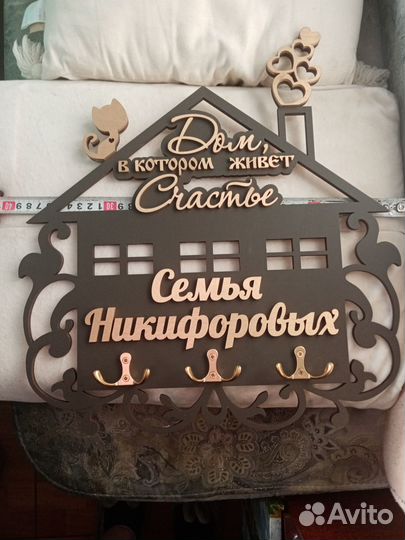 Дом,
в котором живет
Счастье
Семья
Никифоровых
Avito